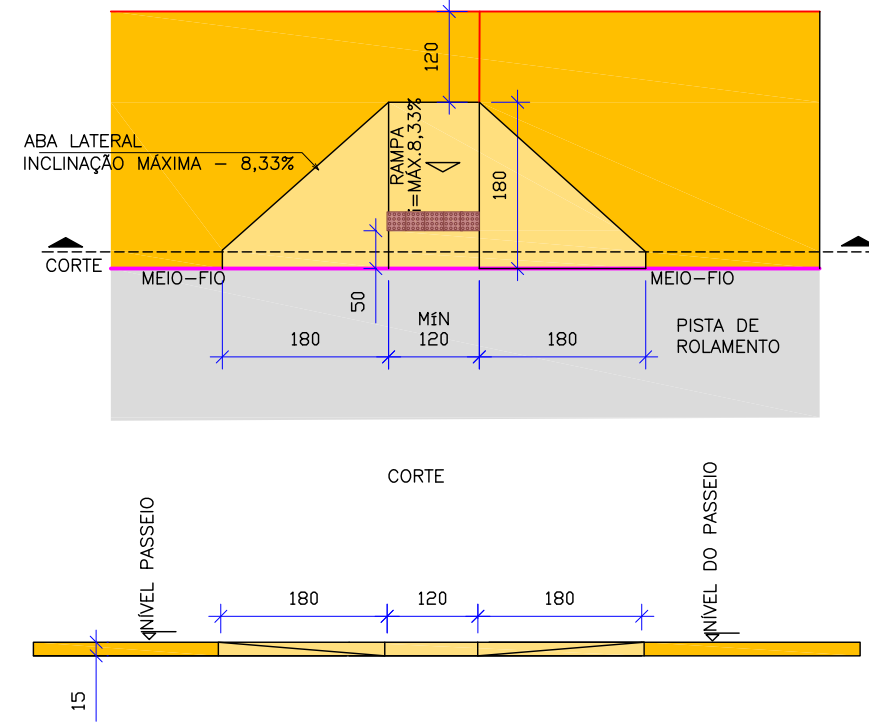 120
ABA LATERAL
INCLINAÇÃO MÁXIMA – 8,33%
RAMPA
i=MÁX.8,33%
180
CORTE
MEIO-FIO
MEIO-FIO
50
180
MÍN
120
180
PISTA DE
ROLAMENTO
CORTE
NÍVEL PASSEIO
NÍVEL DO PASSEIO
180
120
180
15